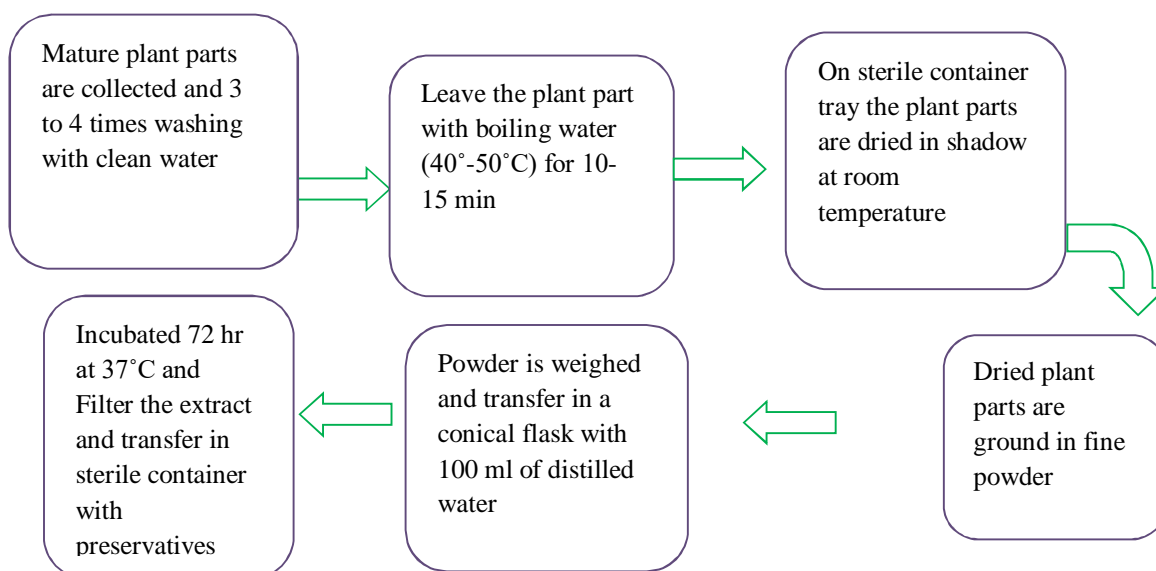 Mature plant parts
are collected and 3
to 4 times washing
with clean water
Leave the plant part
with boiling water
(40˚-50˚C) for 10-
15 min
On sterile container
tray the plant parts
are dried in shadow
at room
temperature
Dried plant
parts are
ground in fine
powder
Powder is weighed
and transfer in a
conical flask with
100 ml of distilled
water
Incubated 72 hr
at 37˚C and
Filter the extract
and transfer in
sterile container
with
preservatives